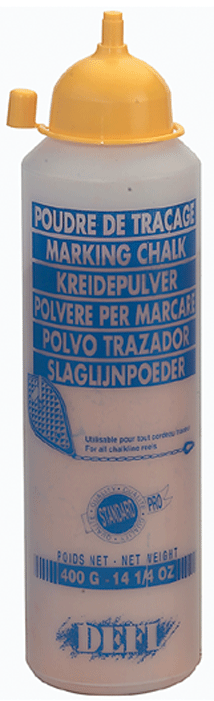 POUDRE DE TRAÇAGE
MARKING CHALK
KREIDEPULVER
POLVERE PER MARCARE
POLVO TRAZADOR
SLAGLIJNPOEDER
Utilisable pour tout cordeau traceur
For all chalkline reels
QUALITY
STANDARD PRO
POIDS NET - NET WEIGHT
400 G - 14 1/4 OZ
DEFI